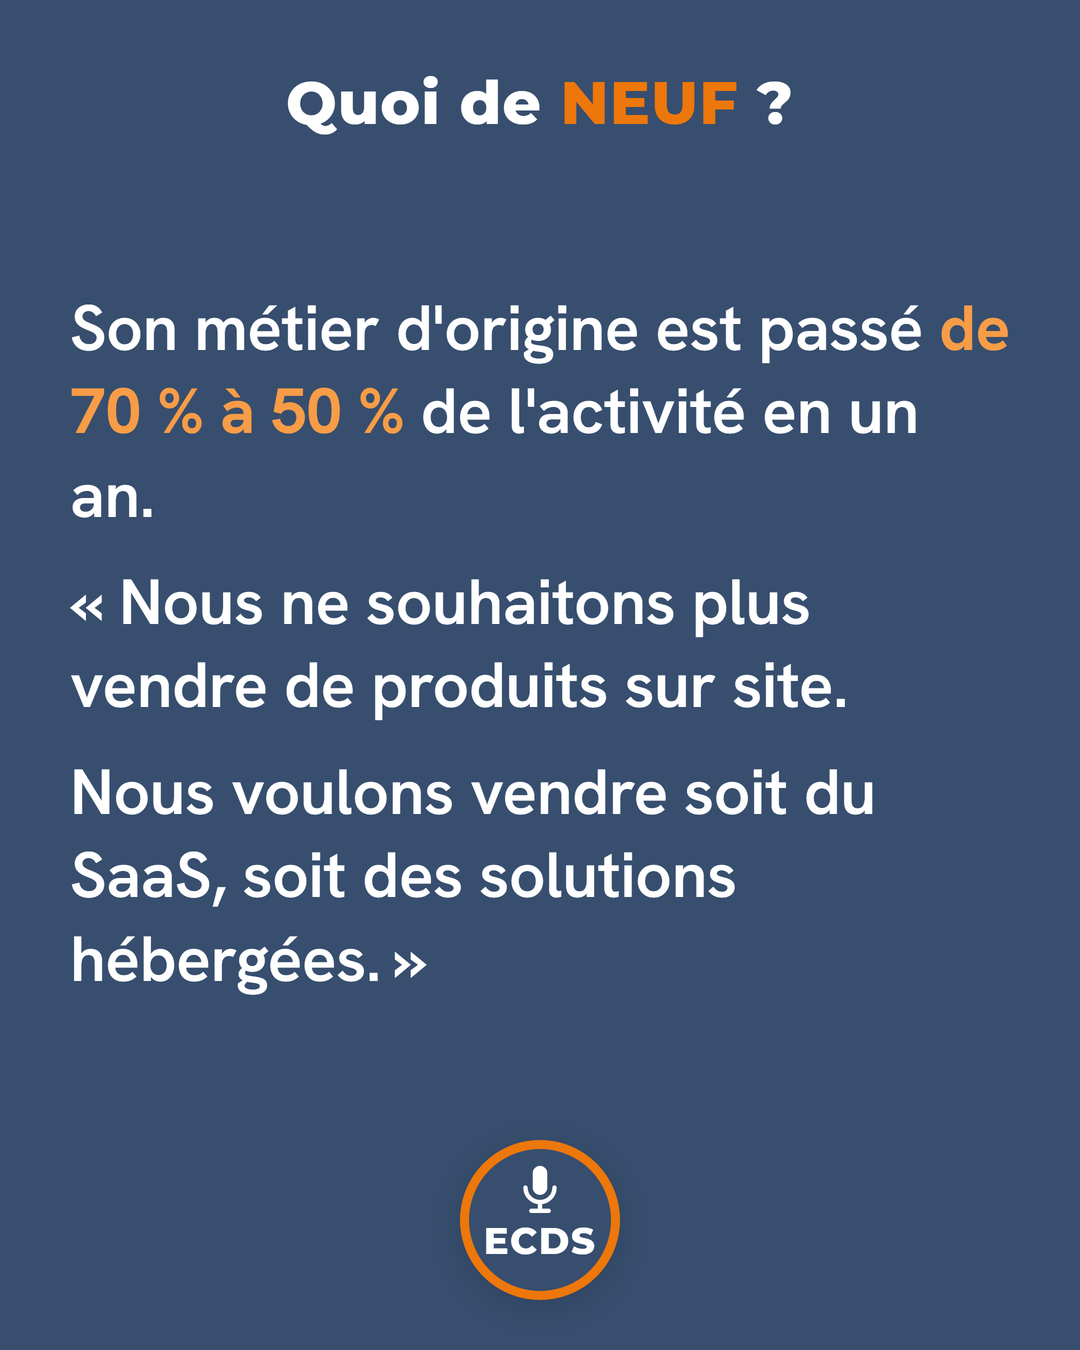 Quoi de NEUF ?
Son métier d'origine est passé de
70 % à 50 % de l'activité en un
an.
« Nous ne souhaitons plus
vendre de produits sur site.
Nous voulons vendre soit du
SaaS, soit des solutions
hébergées. »
ECDS